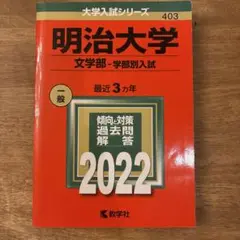 大学入試シリーズ
403
明治大学
文学部-学部別入試
一般
最近3カ年
傾向と対策
過去問
解答
2022
教学社